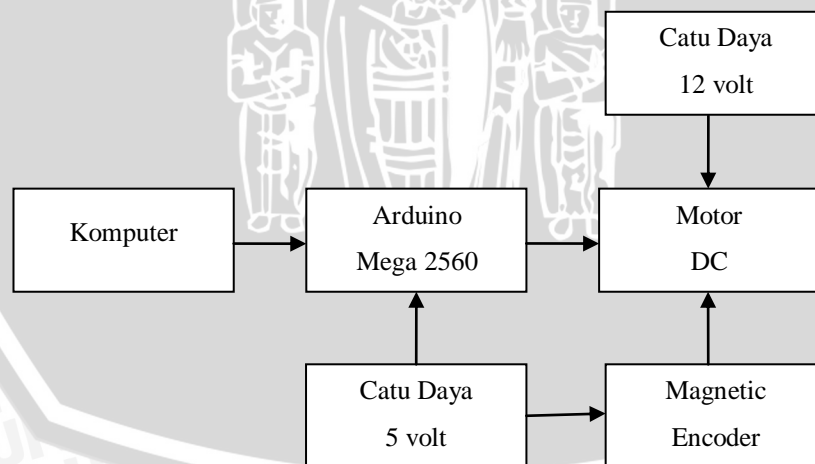 Catu Daya
12 volt
Komputer
Arduino
Mega 2560
Motor
DC
Catu Daya
5 volt
Magnetic
Encoder